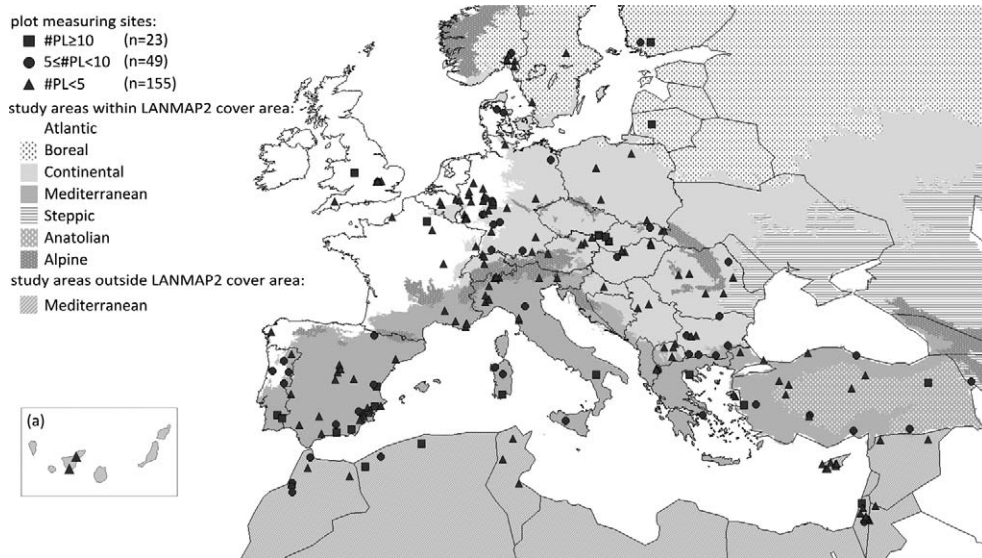 plot measuring sites:
#PL≥10 (n=23)
5≤#PL<10 (n=49)
#PL<5 (n=155)
study areas within LANMAP2 cover area:
Atlantic
Boreal
Continental
Mediterranean
Steppic
Anatolian
Alpine
study areas outside LANMAP2 cover area:
Mediterranean
(a)